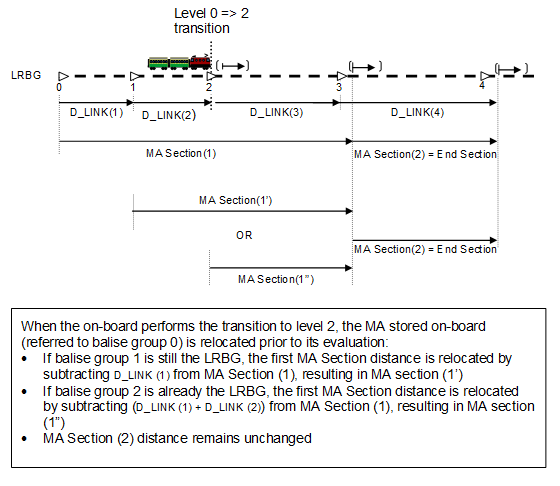 Level 0 => 2
transition
LRBG
0 1 2 3 4
D_LINK(1) D_LINK(2) D_LINK(3) D_LINK(4)
MA Section(1) MA Section(2) = End Section
MA Section(1')
OR
MA Section(2) = End Section
MA Section(1")
When the on-board performs the transition to level 2, the MA stored on-board
(referred to balise group 0) is relocated prior to its evaluation:
• If balise group 1 is still the LRBG, the first MA Section distance is relocated by
subtracting D_LINK (1) from MA Section (1), resulting in MA section (1')
• If balise group 2 is already the LRBG, the first MA Section distance is relocated
by subtracting (D_LINK (1) + D_LINK (2)) from MA Section (1), resulting in MA section
(1")
• MA Section (2) distance remains unchanged